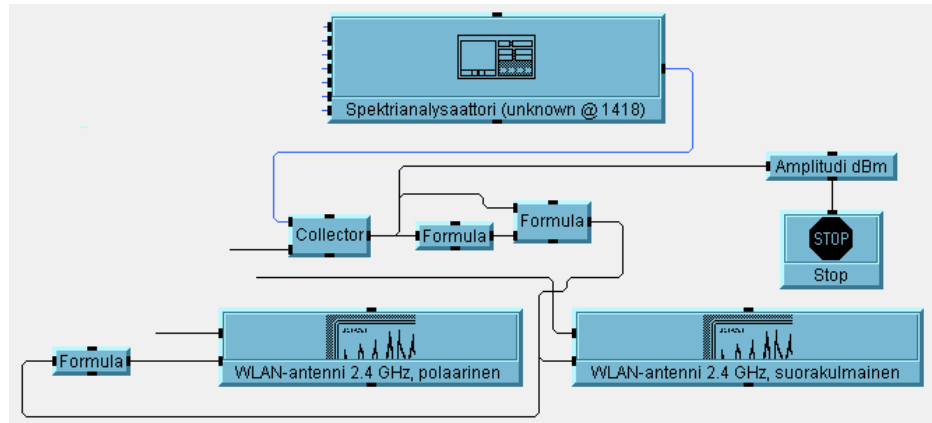 Spektrianalysaattori (unknown @ 1418)
Amplitudi dBm
Collector
Formula
Formula
STOP
Stop
Formula
WLAN-antenni 2.4 GHz, polaarinen
WLAN-antenni 2.4 GHz, suorakulmainen